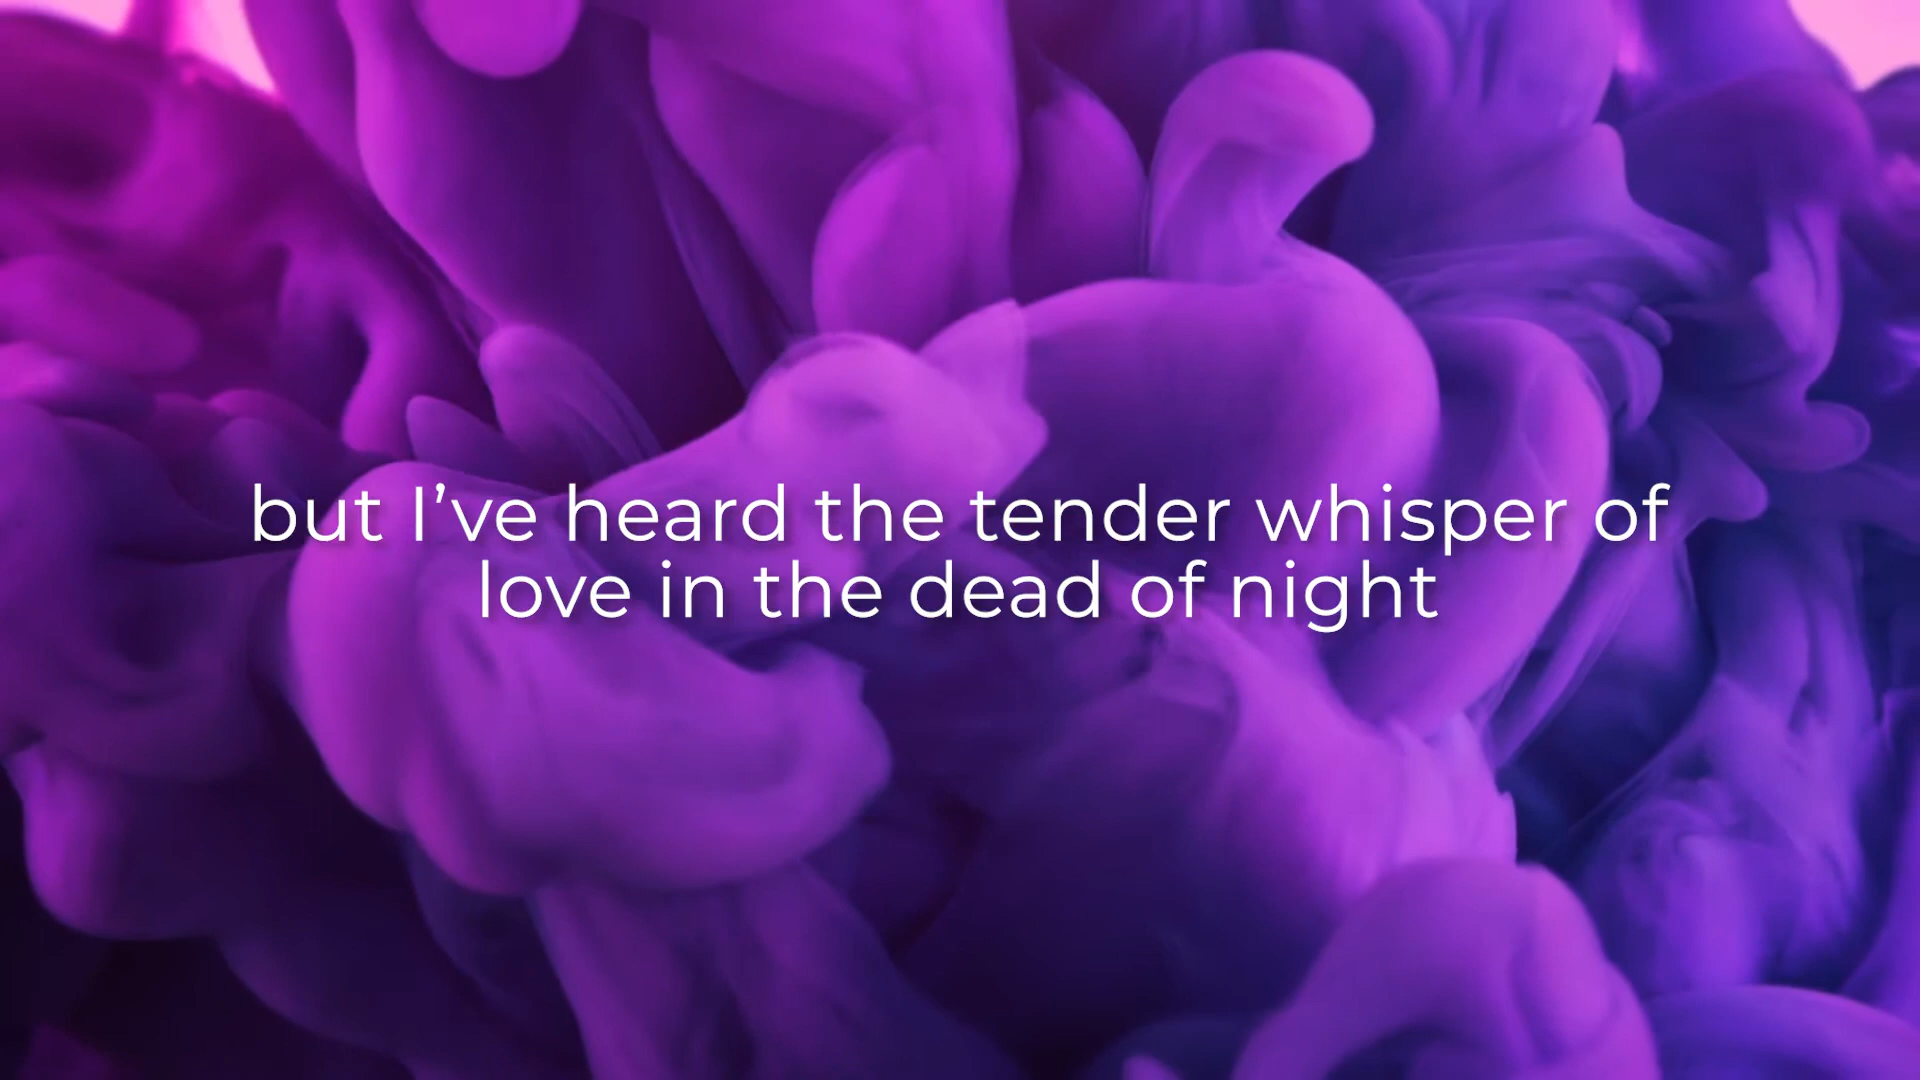 but I’ve heard the tender whisper of
love in the dead of night